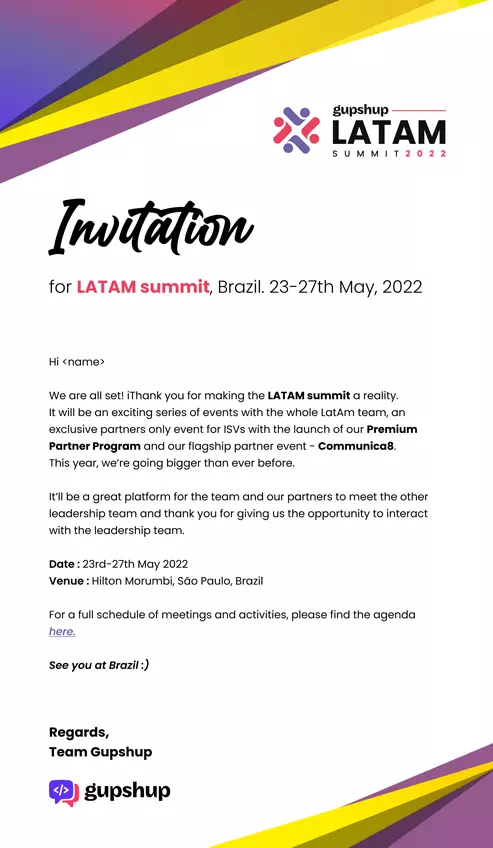 gupshup
LATAM
SUMMIT 2022
Invitation
for LATAM summit, Brazil. 23-27th May, 2022
Hi <name>
We are all set! iThank you for making the LATAM summit a reality.
It will be an exciting series of events with the whole LatAm team, an
exclusive partners only event for ISVs with the launch of our Premium
Partner Program and our flagship partner event - Communica8.
This year, we're going bigger than ever before.
It'll be a great platform for the team and our partners to meet the other
leadership team and thank you for giving us the opportunity to interact
with the leadership team.
Date : 23rd-27th May 2022
Venue : Hilton Morumbi, São Paulo, Brazil
For a full schedule of meetings and activities, please find the agenda
here.
See you at Brazil :)
Regards,
Team Gupshup
</> gupshup